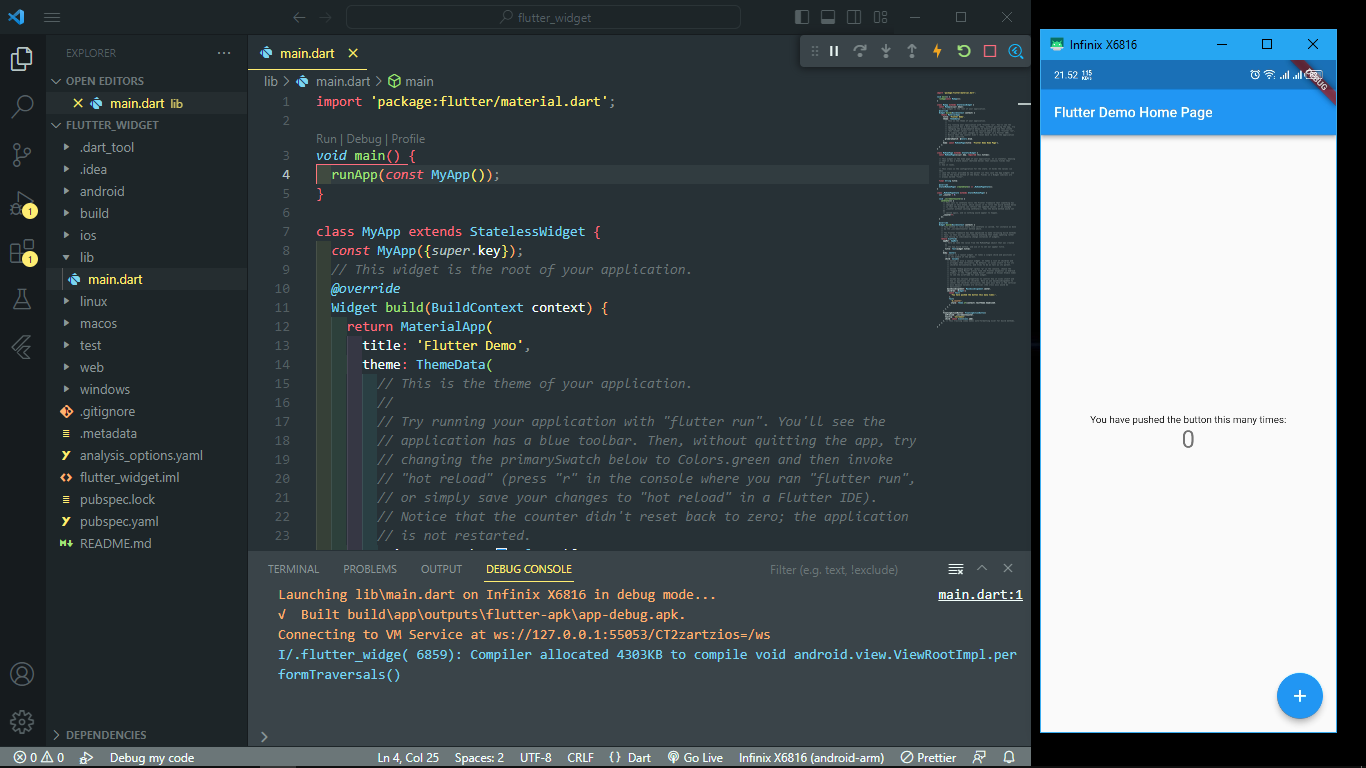 flutter_widget
EXPLORER
OPEN EDITORS
main.dart lib
FLUTTER_WIDGET
.dart_tool
.idea
android
build
ios
lib
main.dart
linux
macos
test
web
windows
.gitignore
.metadata
analysis_options.yaml
flutter_widget.iml
pubspec.lock
pubspec.yaml
README.md
DEPENDENCIES
1
1
main.dart
lib > main.dart > main
1 import 'package:flutter/material.dart';
2
Run | Debug | Profile
3 void main() {
4 runApp(const MyApp());
5 }
6
7 class MyApp extends StatelessWidget {
8 const MyApp({super.key});
9 // This widget is the root of your application.
10 @override
11 Widget build(BuildContext context) {
12 return MaterialApp(
13 title: 'Flutter Demo',
14 theme: ThemeData(
15 // This is the theme of your application.
16 //
17 // Try running your application with "flutter run". You'll see the
18 // application has a blue toolbar. Then, without quitting the app, try
19 // changing the primarySwatch below to Colors.green and then invoke
20 // "hot reload" (press "r" in the console where you ran "flutter run",
21 // or simply save your changes to "hot reload" in a Flutter IDE).
22 // Notice that the counter didn't reset back to zero; the application
23 // is not restarted.
TERMINAL PROBLEMS OUTPUT DEBUG CONSOLE Filter (e.g. text, !exclude)
Launching lib\main.dart on Infinix X6816 in debug mode... main.dart:1
√ Built build\app\outputs\flutter-apk\app-debug.apk.
Connecting to VM Service at ws://127.0.0.1:55053/CT2zartzios=/ws
I/.flutter_widge( 6859): Compiler allocated 4303KB to compile void android.view.ViewRootImpl.per
formTraversals()
0 0 Debug my code Ln 4, Col 25 Spaces: 2 UTF-8 CRLF {} Dart Go Live Infinix X6816 (android-arm) Prettier
Infinix X6816
21.52 115
Flutter Demo Home Page
You have pushed the button this many times:
0